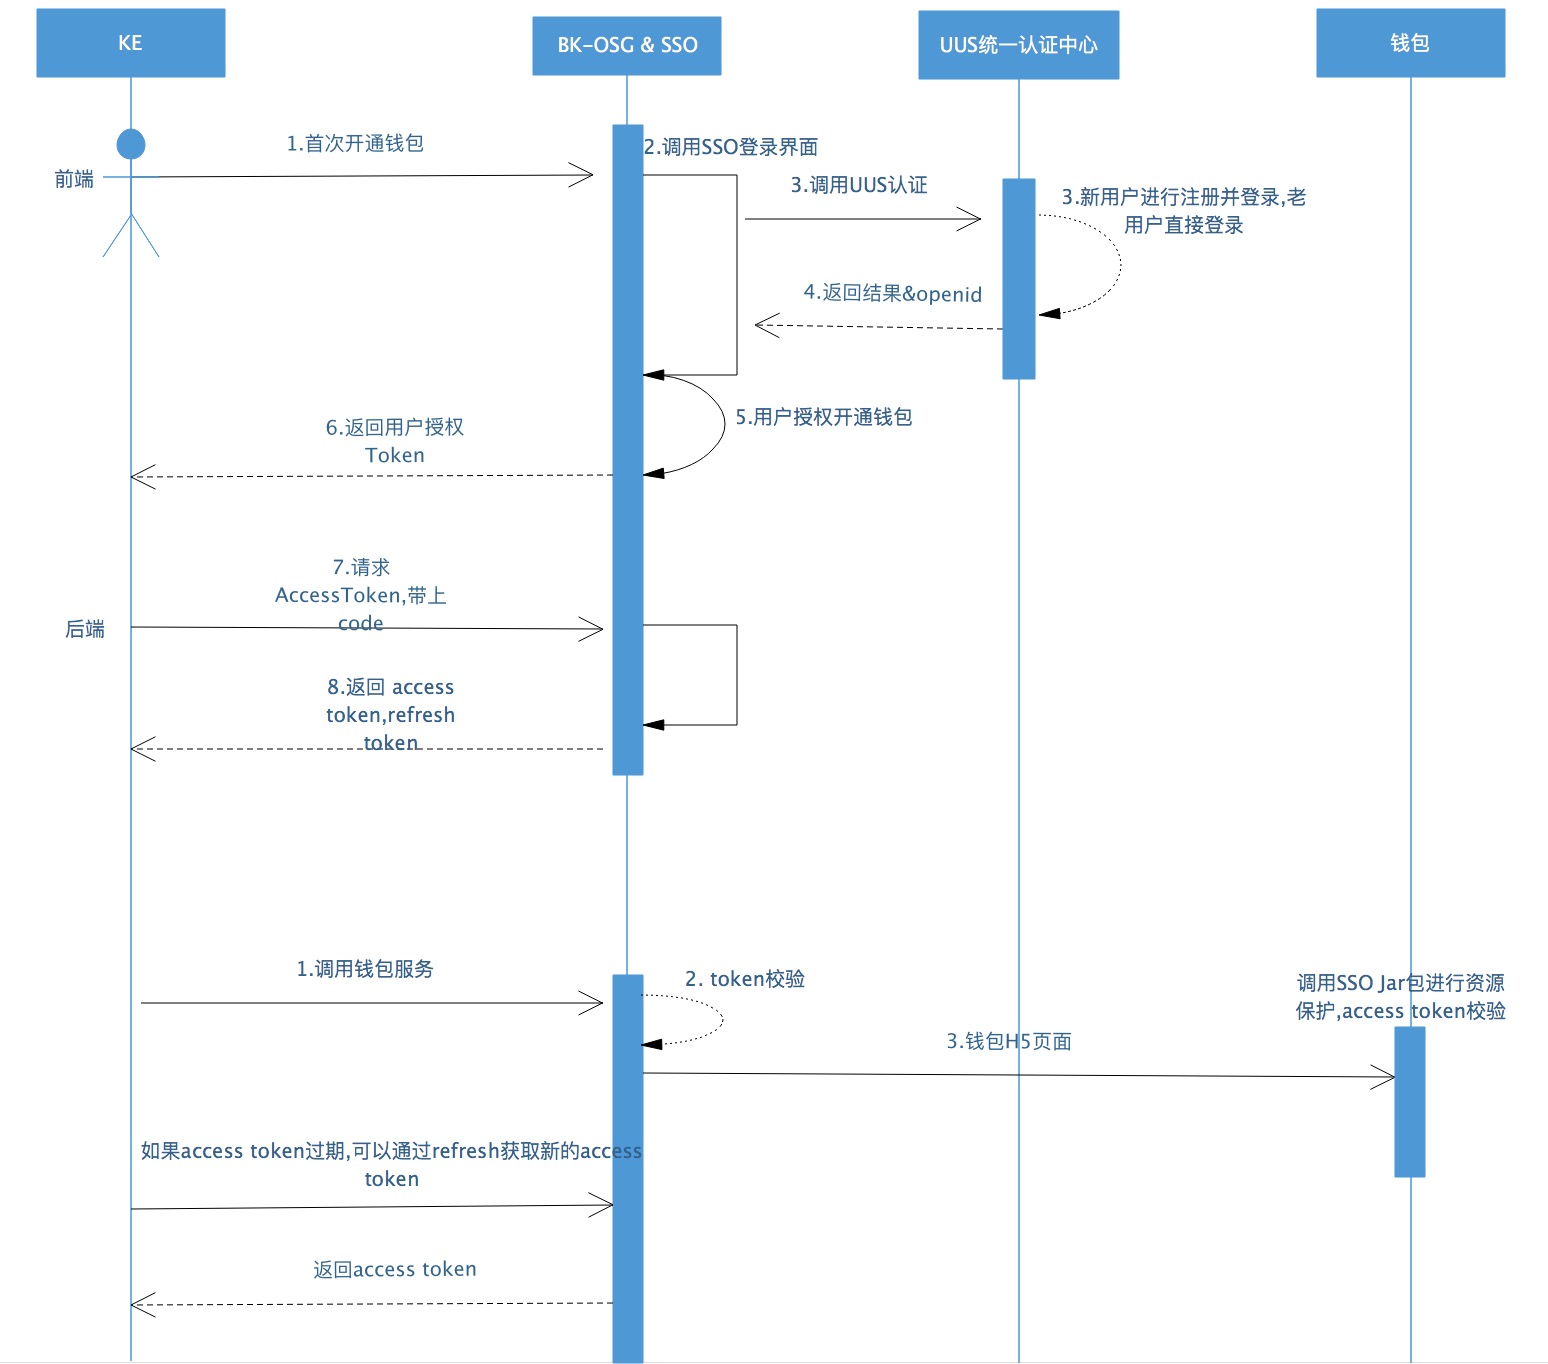 KE
BK-OSG & SSO
UUS统一认证中心
钱包
1.首次开通钱包
2.调用SSO登录界面
前端
3.调用UUS认证
3.新用户进行注册并登录,老
用户直接登录
4.返回结果&openid
5.用户授权开通钱包
6.返回用户授权
Token
7.请求
AccessToken,带上
code
后端
8.返回 access
token,refresh
token
1.调用钱包服务
2. token校验
调用SSO Jar包进行资源
保护,access token校验
3.钱包H5页面
如果access token过期,可以通过refresh获取新的access
token
返回access token